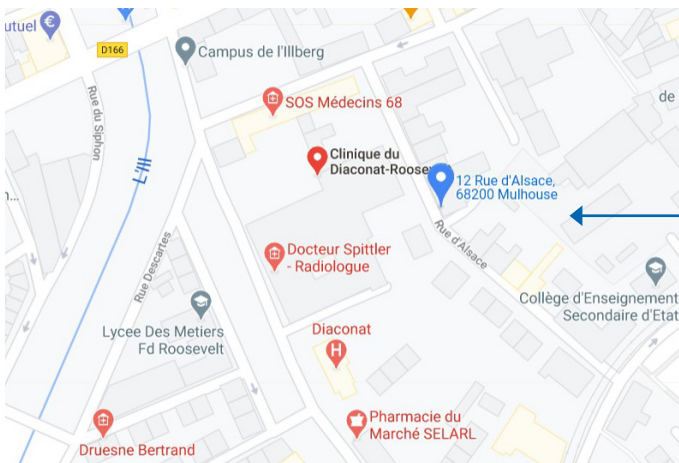 utuel
D166
Campus de l'Illberg
Rue du Siphon
SOS Médecins 68
de
L'Ill
Clinique du
Diaconat-Roosev
12 Rue d'Alsace,
68200 Mulhouse
n...
Rue d'Alsace
Rue Descartes
Docteur Spittler
- Radiologue
Collège d'Enseignement
Secondaire d'Etat
Lycee Des Metiers
Fd Roosevelt
Diaconat
H
Pharmacie du
Marché SELARL
Druesne Bertrand